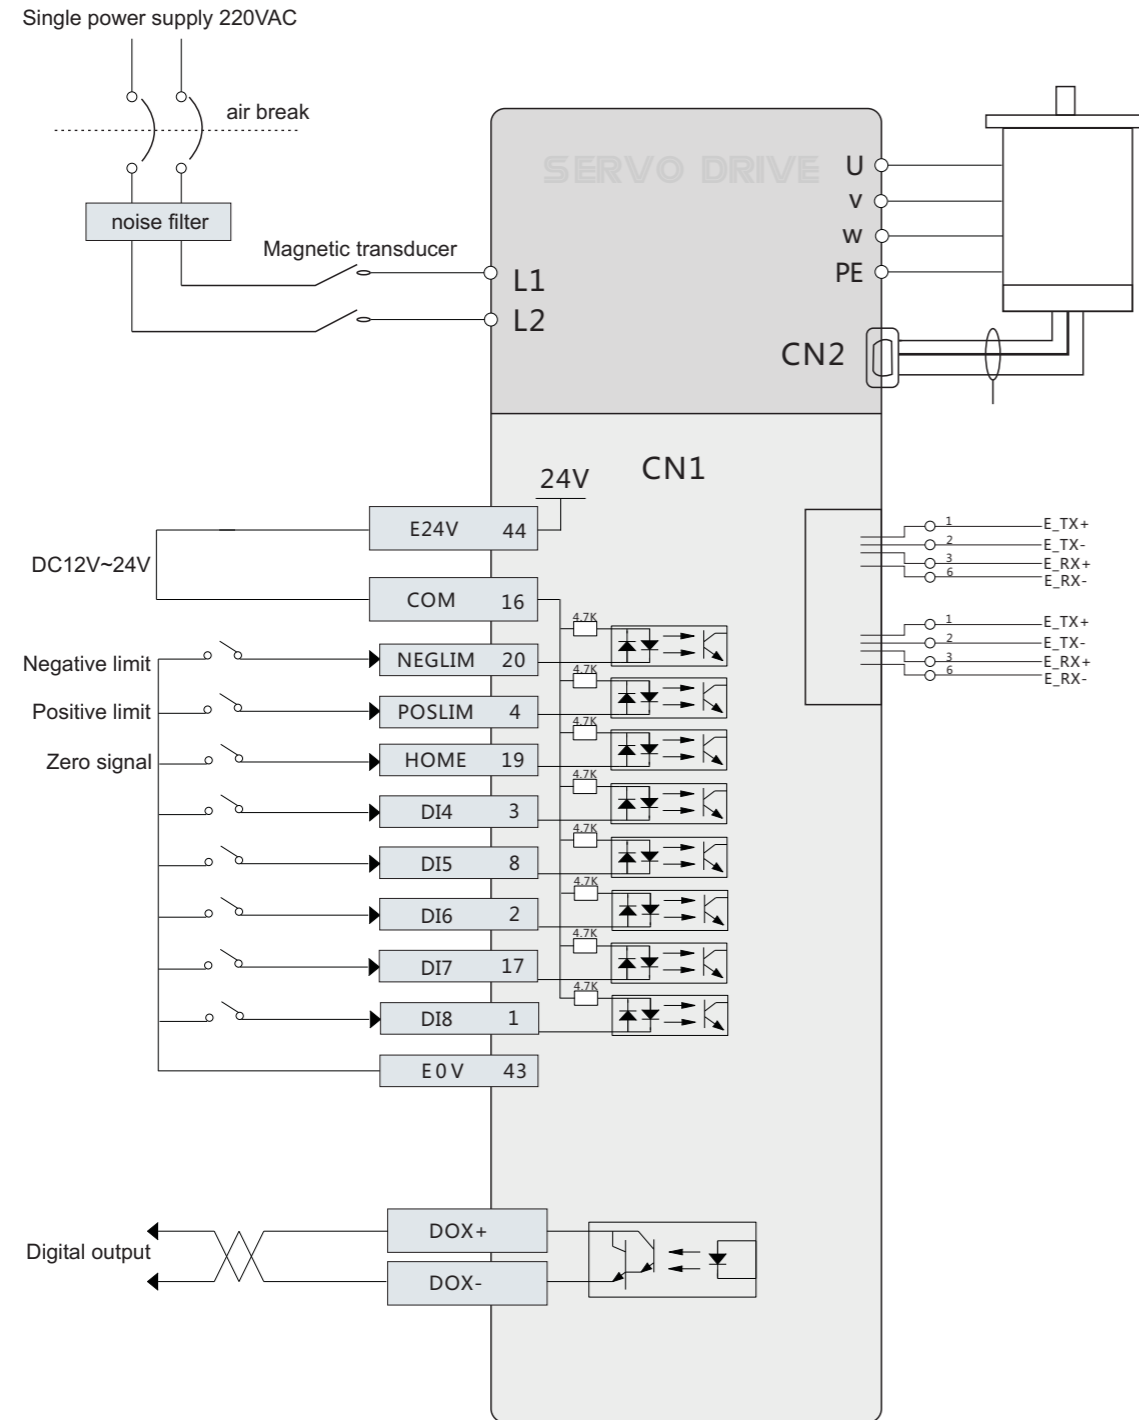 Single power supply 220VAC
air break
noise filter
Magnetic transducer
SERVO DRIVE
L1
L2
U
V
W
PE
CN2
CN1
24V
E24V 44
DC12V~24V
COM 16
4.7K
Negative limit NEGLIM 20
4.7K
Positive limit POSLIM 4
4.7K
Zero signal HOME 19
4.7K
DI4 3
4.7K
DI5 8
4.7K
DI6 2
4.7K
DI7 17
4.7K
DI8 1
E0V 43
1 E_TX+
2 E_TX-
3 E_RX+
6 E_RX-
1 E_TX+
2 E_TX-
3 E_RX+
6 E_RX-
DOX+
Digital output
DOX-